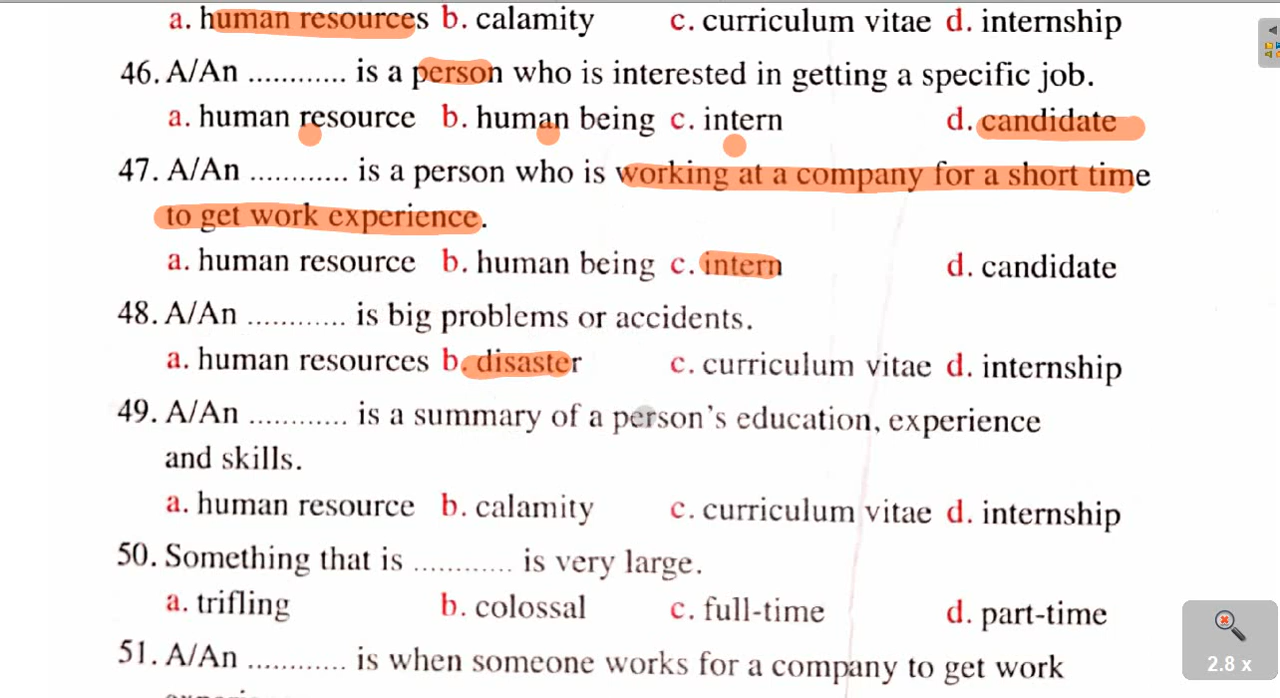 a. human resources b. calamity c. curriculum vitae d. internship
46. A/An ............ is a person who is interested in getting a specific job.
a. human resource b. human being c. intern d. candidate
47. A/An ............ is a person who is working at a company for a short time
to get work experience.
a. human resource b. human being c. intern d. candidate
48. A/An ............ is big problems or accidents.
a. human resources b. disaster c. curriculum vitae d. internship
49. A/An ............ is a summary of a person's education, experience
and skills.
a. human resource b. calamity c. curriculum vitae d. internship
50. Something that is ............ is very large.
a. trifling b. colossal c. full-time d. part-time
51. A/An ............ is when someone works for a company to get work
2.8 x